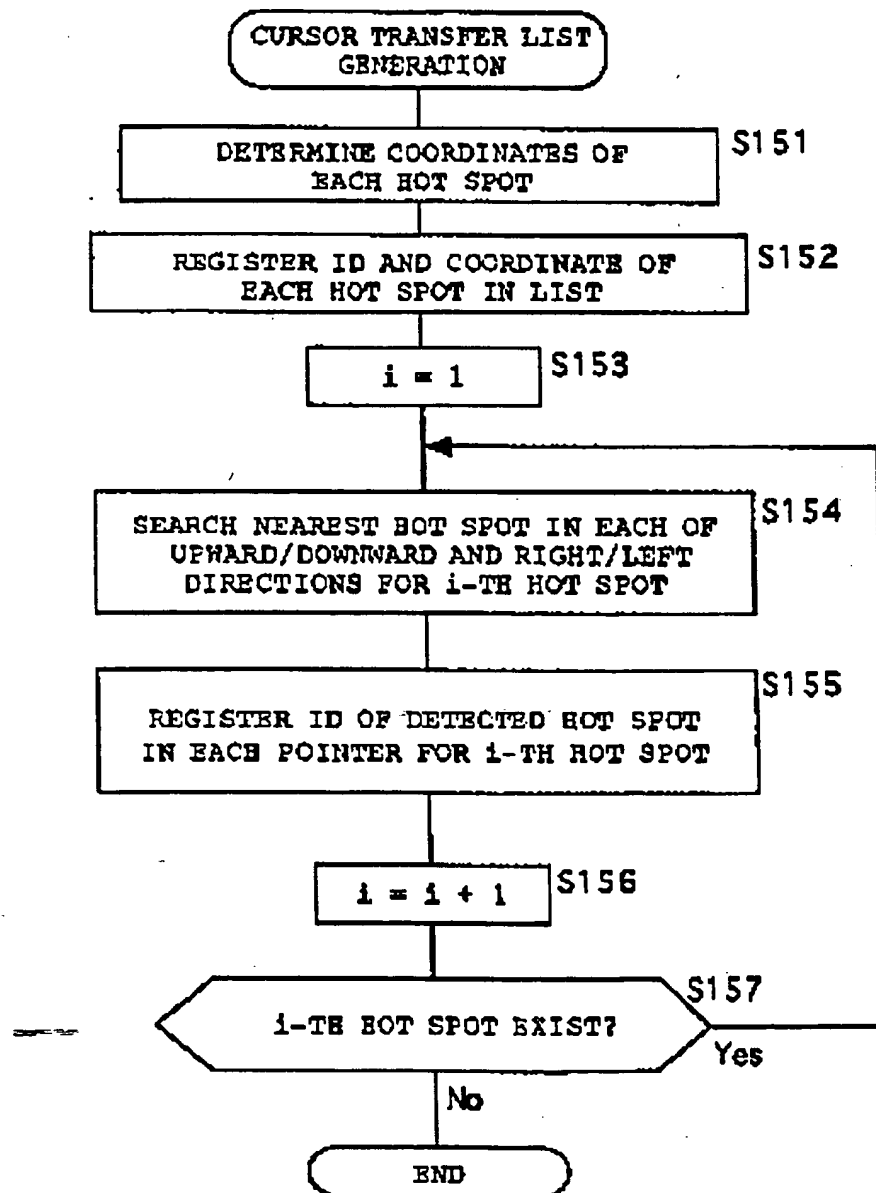 CURSOR TRANSFER LIST
GENERATION
DETERMINE COORDINATES OF
EACH HOT SPOT
S151
REGISTER ID AND COORDINATE OF
EACH HOT SPOT IN LIST
S152
i = 1
S153
SEARCH NEAREST HOT SPOT IN EACH OF
UPWARD/DOWNWARD AND RIGHT/LEFT
DIRECTIONS FOR i-TH HOT SPOT
S154
REGISTER ID OF DETECTED HOT SPOT
IN EACH POINTER FOR i-TH HOT SPOT
S155
i = i + 1
S156
i-TH HOT SPOT EXIST?
S157
Yes
No
END